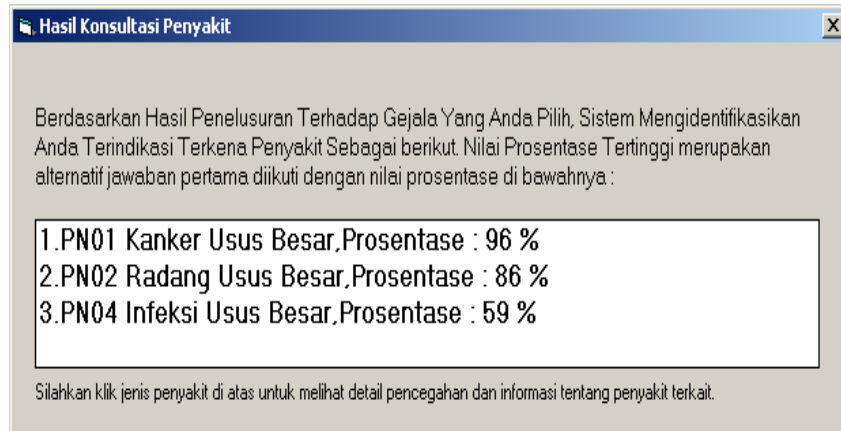 Hasil Konsultasi Penyakit
Berdasarkan Hasil Penelusuran Terhadap Gejala Yang Anda Pilih, Sistem Mengidentifikasikan
Anda Terindikasi Terkena Penyakit Sebagai berikut. Nilai Prosentase Tertinggi merupakan
alternatif jawaban pertama diikuti dengan nilai prosentase di bawahnya :
1.PN01 Kanker Usus Besar,Prosentase : 96 %
2.PN02 Radang Usus Besar,Prosentase : 86 %
3.PN04 Infeksi Usus Besar,Prosentase : 59 %
Silahkan klik jenis penyakit di atas untuk melihat detail pencegahan dan informasi tentang penyakit terkait.